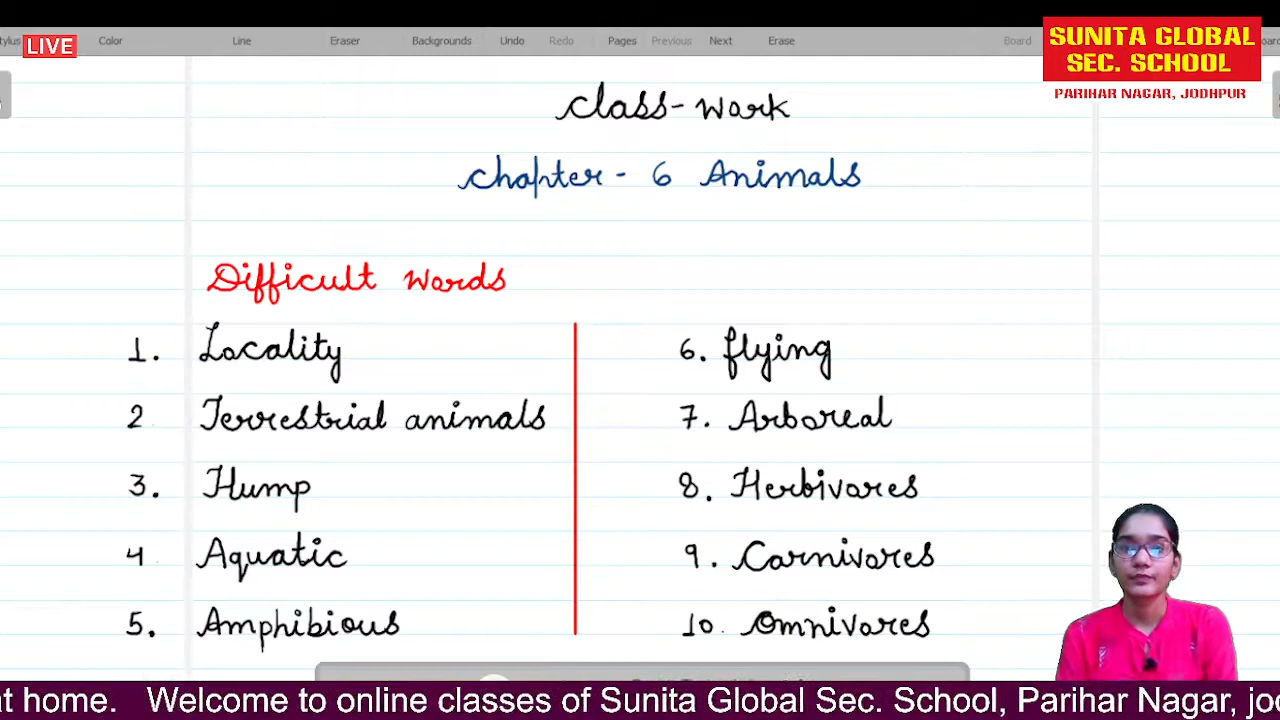 LIVE
Color Line Eraser Backgrounds Undo Redo Pages Previous Next Erase Board
SUNITA GLOBAL
SEC. SCHOOL
PARIHAR NAGAR, JODHPUR
Class-Work
Chapter - 6 Animals
Difficult Words
1. Locality
2 Terrestrial animals
3. Hump
4 Aquatic
5. Amphibious
6. flying
7. Arboreal
8. Herbivores
9. Carnivores
10. Omnivores
at home. Welcome to online classes of Sunita Global Sec. School, Parihar Nagar, jo